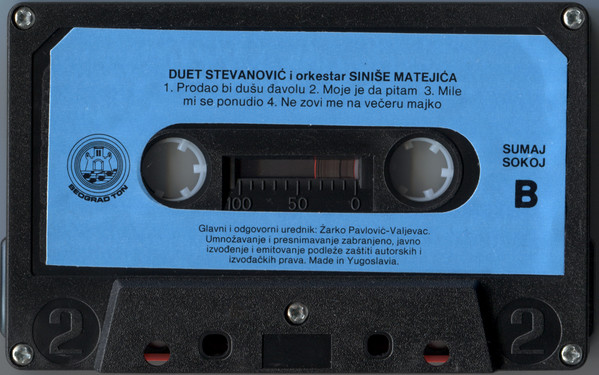 DUET STEVANOVIĆ i orkestar SINIŠE MATEJIĆA
1. Prodao bi dušu đavolu 2. Moje je da pitam 3. Mile
mi se ponudio 4. Ne zovi me na večeru majko
BEOGRAD TON
SUMAJ
SOKOJ
B
100 50 0
Glavni i odgovorni urednik: Žarko Pavlović-Valjevac.
Umnožavanje i presnimavanje zabranjeno, javno
izvođenje i emitovanje podleže zaštiti autorskih i
izvođačkih prava. Made in Yugoslavia.
2 2